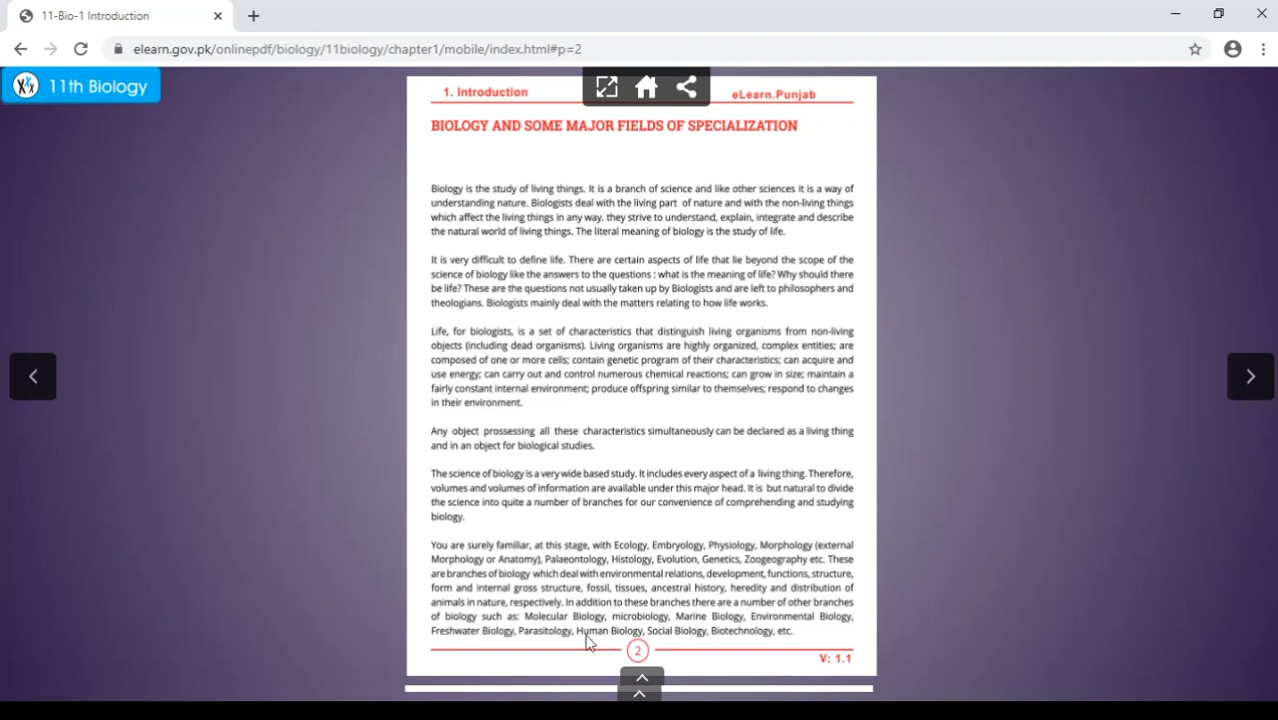 11-Bio-1 Introduction
elearn.gov.pk/onlinepdf/biology/11biology/chapter1/mobile/index.html#p=2
11th Biology
1. Introduction
eLearn.Punjab
BIOLOGY AND SOME MAJOR FIELDS OF SPECIALIZATION
Biology is the study of living things. It is a branch of science and like other sciences it is a way of
understanding nature. Biologists deal with the living part of nature and with the non-living things
which affect the living things in any way. they strive to understand, explain, integrate and describe
the natural world of living things. The literal meaning of biology is the study of life.
It is very difficult to define life. There are certain aspects of life that lie beyond the scope of the
science of biology like the answers to the questions : what is the meaning of life? Why should there
be life? These are the questions not usually taken up by Biologists and are left to philosophers and
theologians. Biologists mainly deal with the matters relating to how life works.
Life, for biologists, is a set of characteristics that distinguish living organisms from non-living
objects (including dead organisms). Living organisms are highly organized, complex entities; are
composed of one or more cells; contain genetic program of their characteristics; can acquire and
use energy; can carry out and control numerous chemical reactions; can grow in size; maintain a
fairly constant internal environment; produce offspring similar to themselves; respond to changes
in their environment.
Any object prossessing all these characteristics simultaneously can be declared as a living thing
and in an object for biological studies.
The science of biology is a very wide based study. It includes every aspect of a living thing. Therefore,
volumes and volumes of information are available under this major head. It is but natural to divide
the science into quite a number of branches for our convenience of comprehending and studying
biology.
You are surely familiar, at this stage, with Ecology, Embryology, Physiology, Morphology (external
Morphology or Anatomy), Palaeontology, Histology, Evolution, Genetics, Zoogeography etc. These
are branches of biology which deal with environmental relations, development, functions, structure,
form and internal gross structure, fossil, tissues, ancestral history, heredity and distribution of
animals in nature, respectively. In addition to these branches there are a number of other branches
of biology such as: Molecular Biology, microbiology, Marine Biology, Environmental Biology,
Freshwater Biology, Parasitology, Human Biology, Social Biology, Biotechnology, etc.
2
V: 1.1